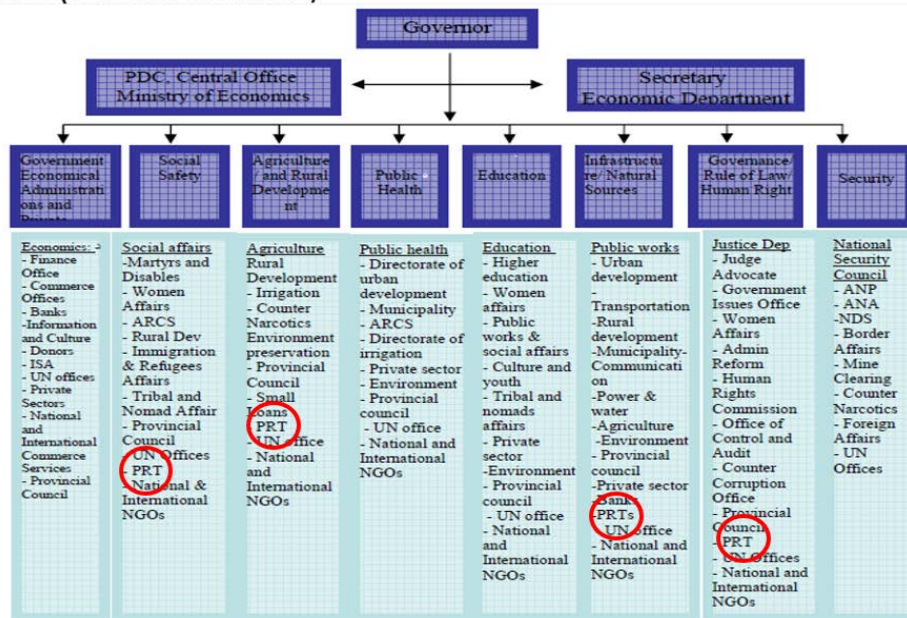 Governor
PDC, Central Office
Ministry of Economics
Secretary
Economic Department
Government
Economical
Administrati
ons and
Private
Social
Safety
Agriculture
/ and Rural
Developme
nt
Public
Health
Education
Infrastructu
re/ Natural
Sources
Governance/
Rule of Law/
Human Right
Security
Economics:
- Finance
Office
- Commerce
Offices
- Banks
-Information
and Culture
- Donors
- ISA
- UN offices
- Private
Sectors
- National
and
International
Commerce
Services
- Provincial
Council
Social affairs
-Martyrs and
Disables
- Women
Affairs
- ARCS
- Rural Dev
- Immigration
& Refugees
Affairs
- Tribal and
Nomad Affair
- Provincial
Council
- UN Offices
- PRT
- National &
International
NGOs
Agriculture
Rural
Development
- Irrigation
- Counter
Narcotics
Environment
preservation
- Provincial
Council
- Small
Loans
PRT
- UN office
- National
and
International
NGOs
Public health
- Directorate of
urban
development
- Municipality
- ARCS
- Directorate of
irrigation
- Private sector
- Environment
- Provincial
council
- UN office
- National and
International
NGOs
Education
- Higher
education
- Women
affairs
- Public
works &
social affairs
- Culture and
youth
- Tribal and
nomads
affairs
- Private
sector
-Environment
- Provincial
council
- UN office
- National
and
International
NGOs
Public works
- Urban
development
-
Transportation
-Rural
development
-Municipality-
Communicati
on
-Power &
water
-Agriculture
-Environment
- Provincial
council
-Private sector
-Banks
-PRTs
- UN office
- National and
International
NGOs
Justice Dep
- Judge
Advocate
- Government
Issues Office
- Women
Affairs
- Admin
Reform
- Human
Rights
Commission
- Office of
Control and
Audit
- Counter
Corruption
Office
- Provincial
Council
- PRT
- UN Offices
- National and
International
NGOs
National
Security
Council
- ANP
- ANA
-NDS
- Border
Affairs
- Mine
Clearing
- Counter
Narcotics
- Foreign
Affairs
- UN
Offices